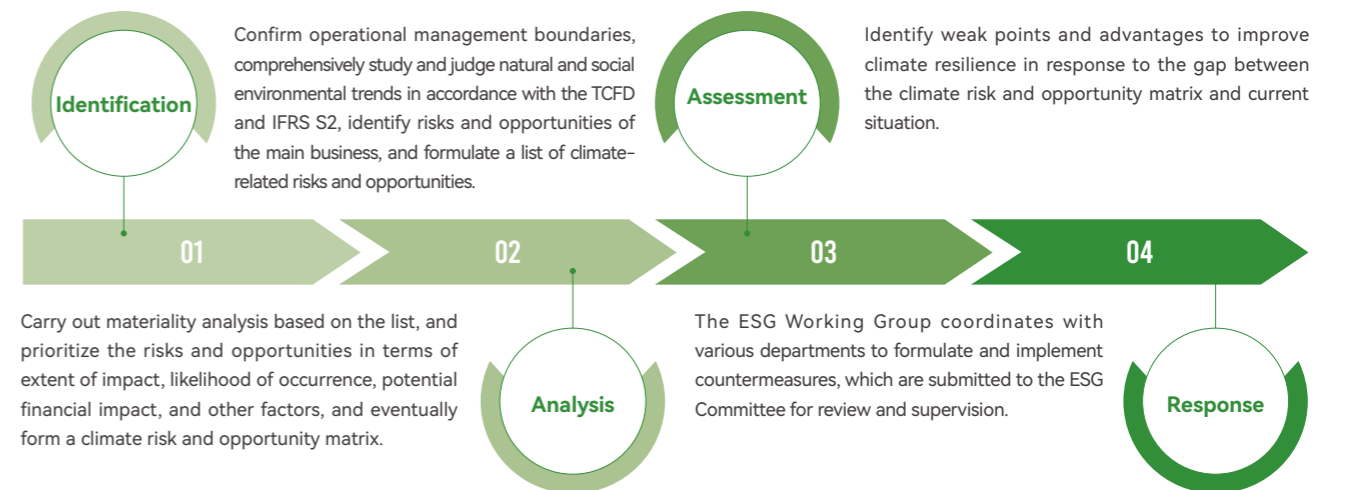 Identification
Confirm operational management boundaries,
comprehensively study and judge natural and social
environmental trends in accordance with the TCFD
and IFRS S2, identify risks and opportunities of
the main business, and formulate a list of climate-
related risks and opportunities.
Assessment
Identify weak points and advantages to improve
climate resilience in response to the gap between
the climate risk and opportunity matrix and current
situation.
01
02
03
04
Carry out materiality analysis based on the list, and
prioritize the risks and opportunities in terms of
extent of impact, likelihood of occurrence, potential
financial impact, and other factors, and eventually
form a climate risk and opportunity matrix.
Analysis
The ESG Working Group coordinates with
various departments to formulate and implement
countermeasures, which are submitted to the ESG
Committee for review and supervision.
Response